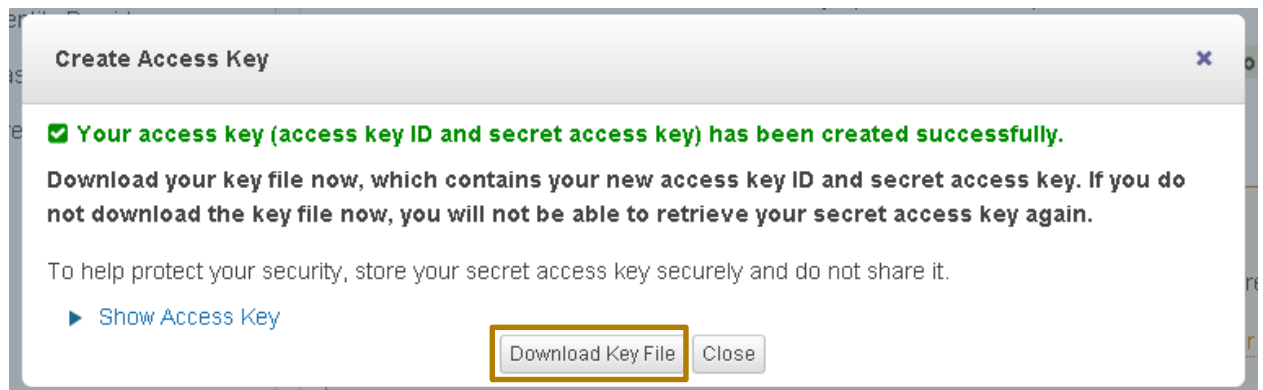 Create Access Key
×
Your access key (access key ID and secret access key) has been created successfully.
Download your key file now, which contains your new access key ID and secret access key. If you do
not download the key file now, you will not be able to retrieve your secret access key again.
To help protect your security, store your secret access key securely and do not share it.
Show Access Key
Download Key File
Close